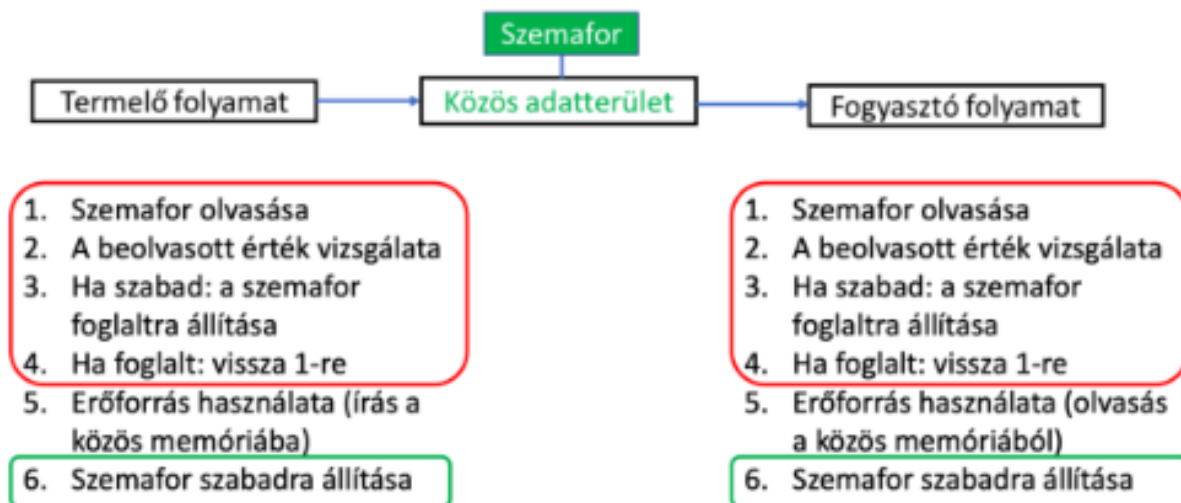 Szemafor
Termelő folyamat
Közös adatterület
Fogyasztó folyamat
1. Szemafor olvasása
2. A beolvasott érték vizsgálata
3. Ha szabad: a szemafor
foglaltra állítása
4. Ha foglalt: vissza 1-re
5. Erőforrás használata (írás a
közös memóriába)
6. Szemafor szabadra állítása
1. Szemafor olvasása
2. A beolvasott érték vizsgálata
3. Ha szabad: a szemafor
foglaltra állítása
4. Ha foglalt: vissza 1-re
5. Erőforrás használata (olvasás
a közös memóriából)
6. Szemafor szabadra állítása